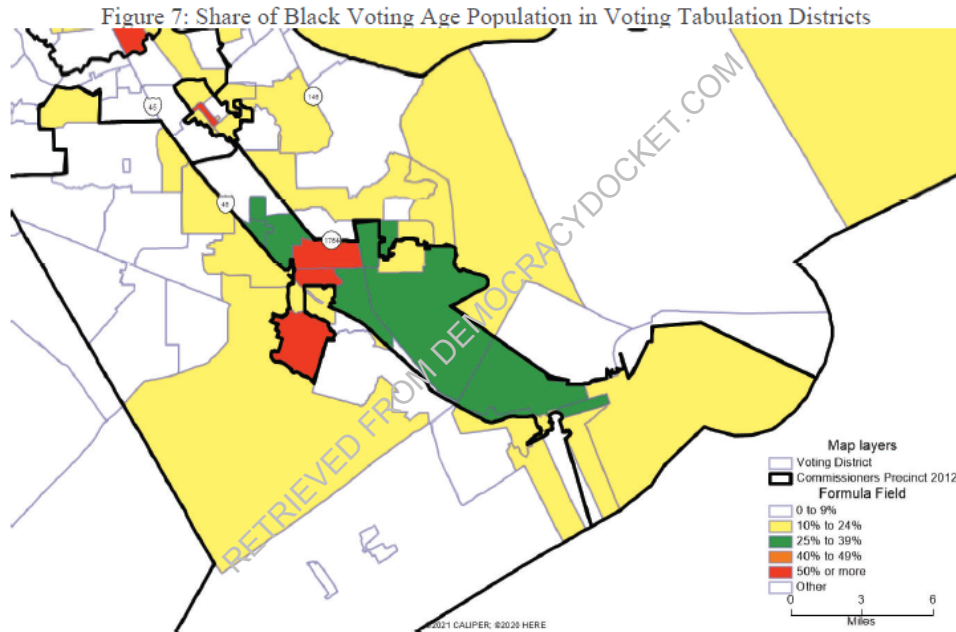 Figure 7: Share of Black Voting Age Population in Voting Tabulation Districts
45
146
45
1764
RETRIEVED FROM DEMOCRACYDOCKET.COM
Map layers
Voting District
Commissioners Precinct 2012
Formula Field
0 to 9%
10% to 24%
25% to 39%
40% to 49%
50% or more
Other
0 3 6
Miles
©2021 CALIPER; ©2020 HERE